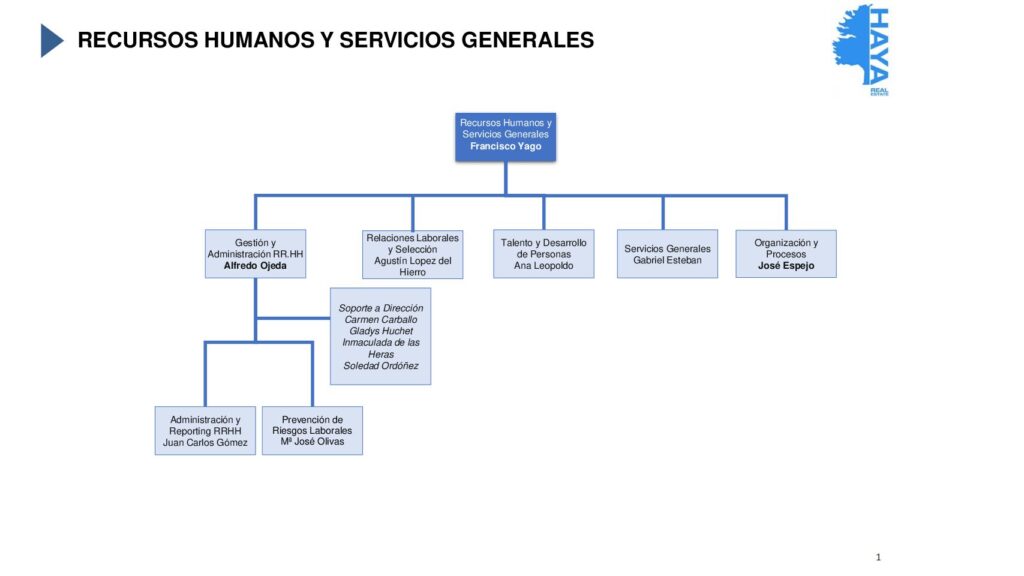 RECURSOS HUMANOS Y SERVICIOS GENERALES
HAYA
REAL
ESTATE
Recursos Humanos y
Servicios Generales
Francisco Yago
Gestión y
Administración RR.HH
Alfredo Ojeda
Relaciones Laborales
y Selección
Agustín Lopez del
Hierro
Talento y Desarrollo
de Personas
Ana Leopoldo
Servicios Generales
Gabriel Esteban
Organización y
Procesos
José Espejo
Soporte a Dirección
Carmen Carballo
Gladys Huchet
Inmaculada de las
Heras
Soledad Ordóñez
Administración y
Reporting RRHH
Juan Carlos Gómez
Prevención de
Riesgos Laborales
Mª José Olivas
1